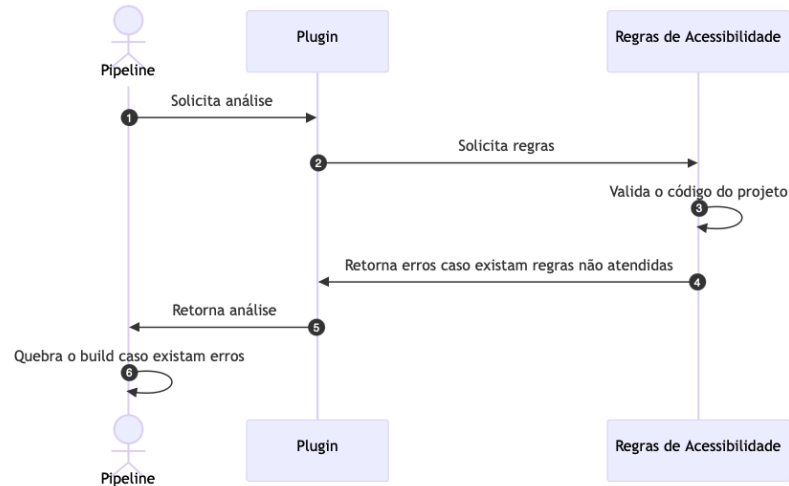 Pipeline
Plugin
Regras de Acessibilidade
Solicita análise
1
Solicita regras
2
Valida o código do projeto
3
Retorna erros caso existam regras não atendidas
4
Retorna análise
5
Quebra o build caso existam erros
6
Pipeline
Plugin
Regras de Acessibilidade